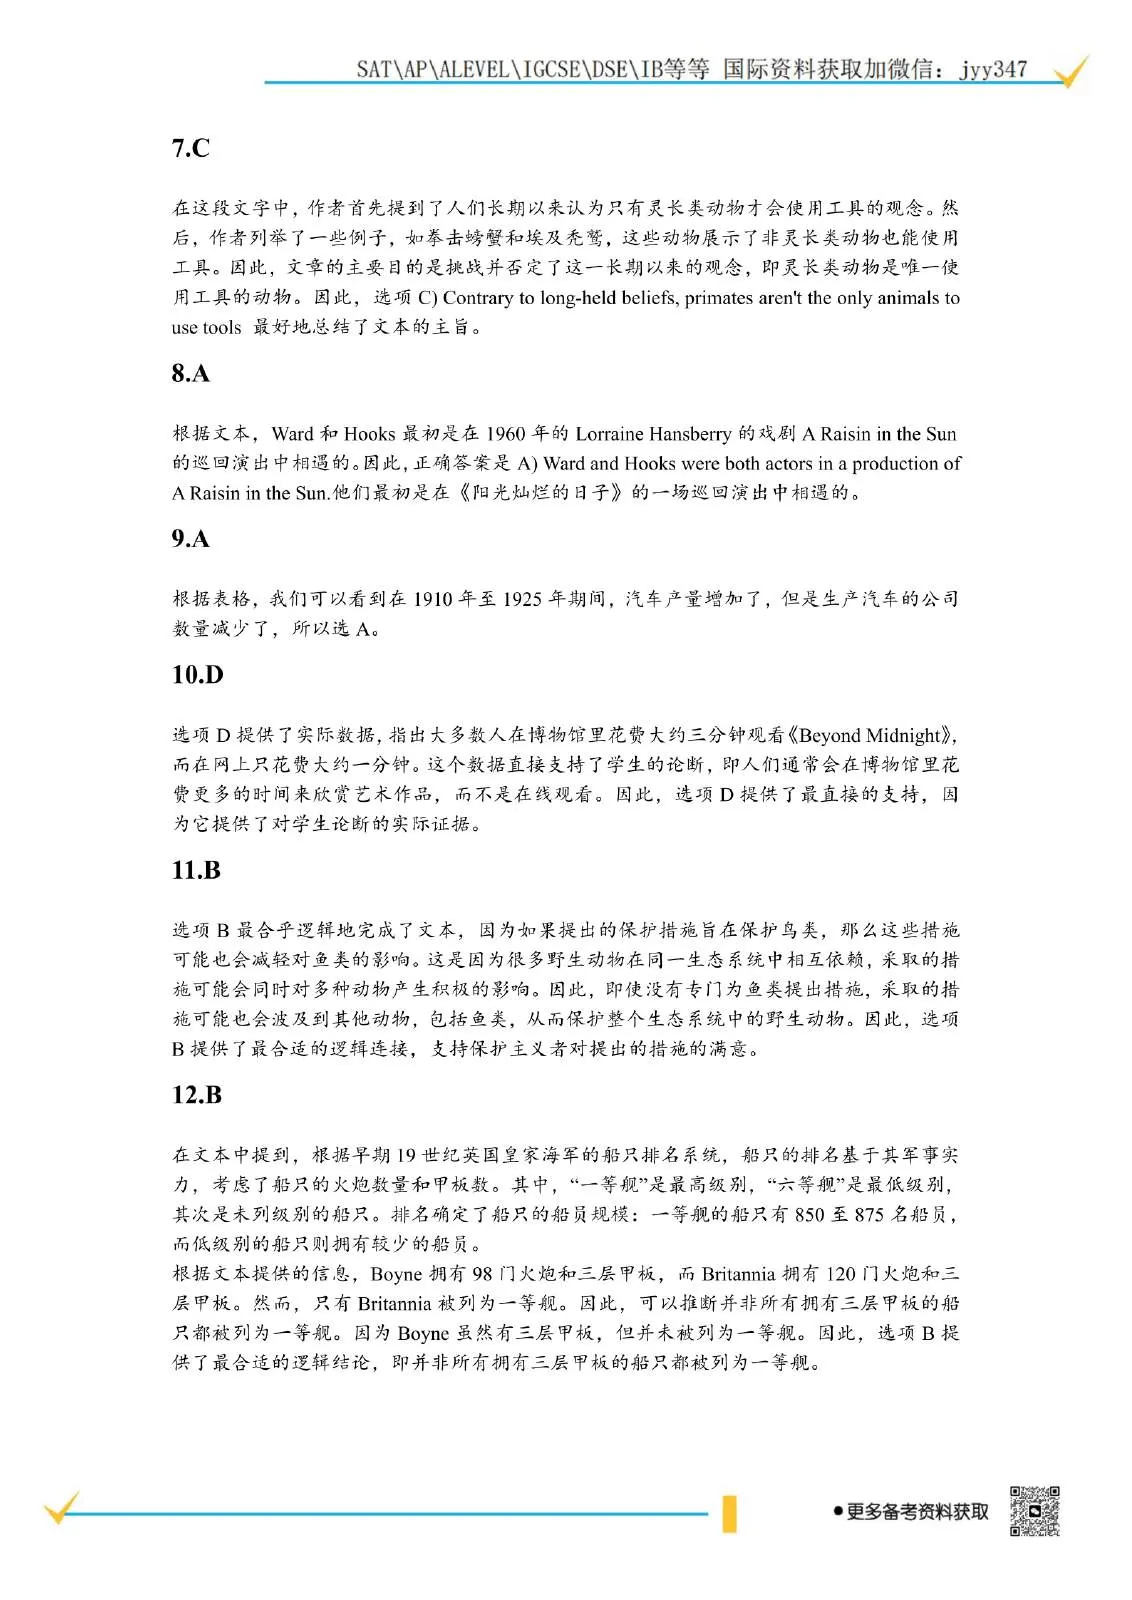 SAT\AP\ALEVEL\IGCSE\DSE\IB等等 国际资料获取加微信：jyy347
7.C
在这段文字中，作者首先提到了人们长期以来认为只有灵长类动物才会使用工具的观念。然
后，作者列举了一些例子，如拳击螃蟹和埃及秃鹫，这些动物展示了非灵长类动物也能使用
工具。因此，文章的主要目的是挑战并否定了这一长期以来的观念，即灵长类动物是唯一使
用工具的动物。因此，选项 C) Contrary to long-held beliefs, primates aren't the only animals to
use tools 最好地总结了文本的主旨。
8.A
根据文本，Ward 和 Hooks 最初是在 1960 年的 Lorraine Hansberry 的戏剧 A Raisin in the Sun
的巡回演出中相遇的。因此，正确答案是 A) Ward and Hooks were both actors in a production of
A Raisin in the Sun.他们最初是在《阳光灿烂的日子》的一场巡回演出中相遇的。
9.A
根据表格，我们可以看到在 1910 年至 1925 年期间，汽车产量增加了，但是生产汽车的公司
数量减少了，所以选 A。
10.D
选项 D 提供了实际数据，指出大多数人在博物馆里花费大约三分钟观看《Beyond Midnight》，
而在网上只花费大约一分钟。这个数据直接支持了学生的论断，即人们通常会在博物馆里花
费更多的时间来欣赏艺术作品，而不是在线观看。因此，选项 D 提供了最直接的支持，因
为它提供了对学生论断的实际证据。
11.B
选项 B 最合乎逻辑地完成了文本，因为如果提出的保护措施旨在保护鸟类，那么这些措施
可能也会减轻对鱼类的影响。这是因为很多野生动物在同一生态系统中相互依赖，采取的措
施可能会同时对多种动物产生积极的影响。因此，即使没有专门为鱼类提出措施，采取的措
施可能也会波及到其他动物，包括鱼类，从而保护整个生态系统中的野生动物。因此，选项
B 提供了最合适的逻辑连接，支持保护主义者对提出的措施的满意。
12.B
在文本中提到，根据早期 19 世纪英国皇家海军的船只排名系统，船只的排名基于其军事实
力，考虑了船只的火炮数量和甲板数。其中，“一等舰”是最高级别，“六等舰”是最低级别，
其次是未列级别的船只。排名确定了船只的船员规模：一等舰的船只有 850 至 875 名船员，
而低级别的船只则拥有较少的船员。
根据文本提供的信息，Boyne 拥有 98 门火炮和三层甲板，而 Britannia 拥有 120 门火炮和三
层甲板。然而，只有 Britannia 被列为一等舰。因此，可以推断并非所有拥有三层甲板的船
只都被列为一等舰。因为 Boyne 虽然有三层甲板，但并未被列为一等舰。因此，选项 B 提
供了最合适的逻辑结论，即并非所有拥有三层甲板的船只都被列为一等舰。
●更多备考资料获取